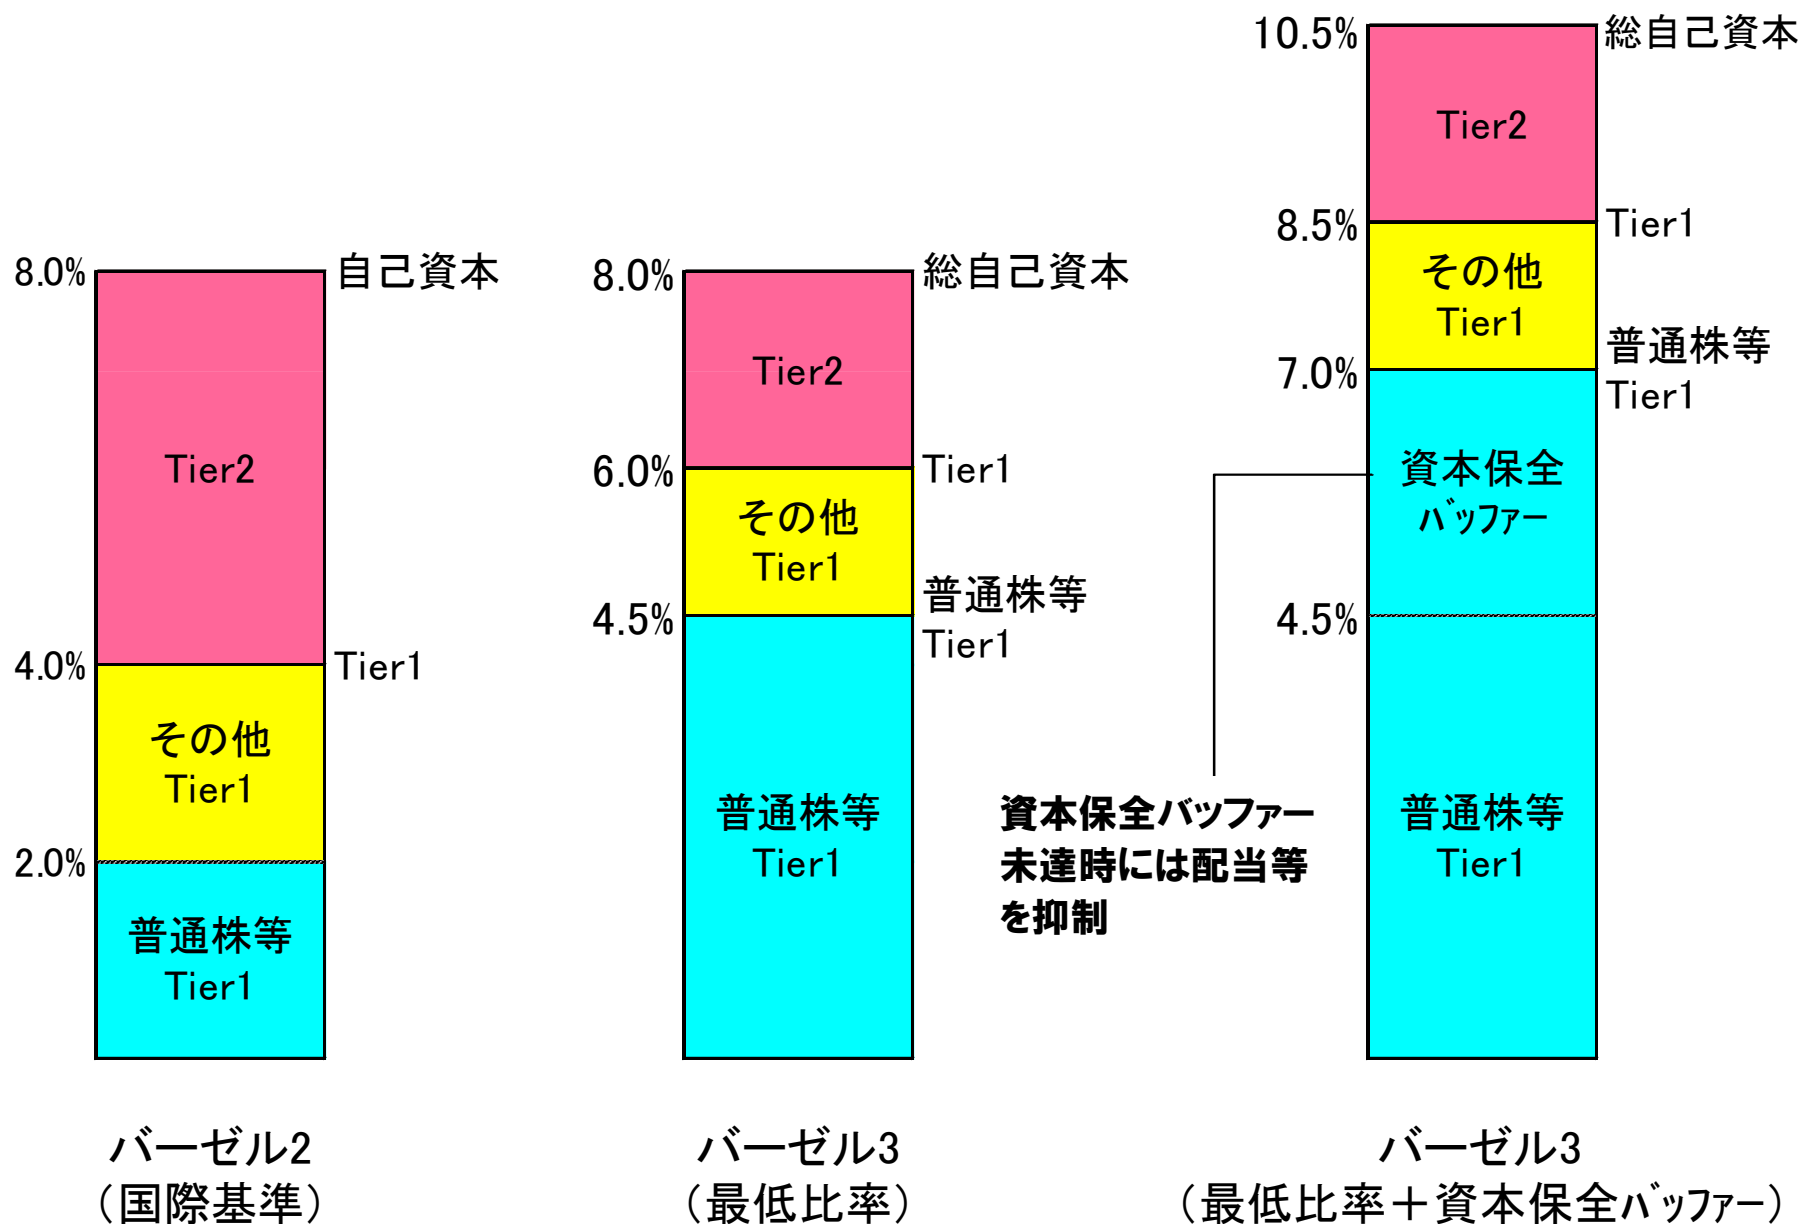 8.0%
自己資本
Tier2
4.0%
Tier1
その他
Tier1
2.0%
普通株等
Tier1
バーゼル2
(国際基準)
8.0%
総自己資本
Tier2
6.0%
Tier1
その他
Tier1
4.5%
普通株等
Tier1
普通株等
Tier1
バーゼル3
(最低比率)
10.5%
総自己資本
Tier2
8.5%
Tier1
その他
Tier1
7.0%
普通株等
Tier1
資本保全
バッファー
4.5%
資本保全バッファー
未達時には配当等
を抑制
普通株等
Tier1
バーゼル3
(最低比率+資本保全バッファー)